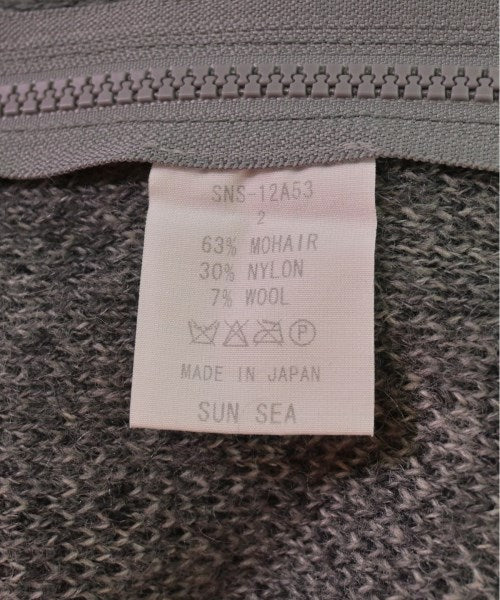 SNS-12A53
2
63% MOHAIR
30% NYLON
7% WOOL
P
MADE IN JAPAN
SUN SEA